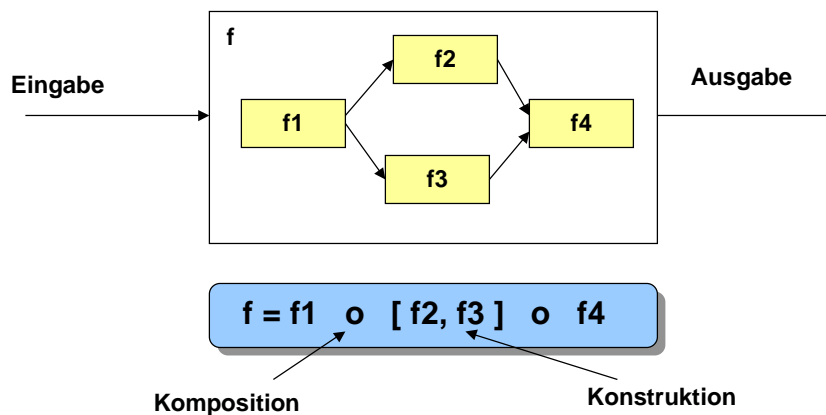 f
f2
Eingabe
Ausgabe
f1
f4
f3
f = f1 o [ f2, f3 ] o f4
Komposition
Konstruktion